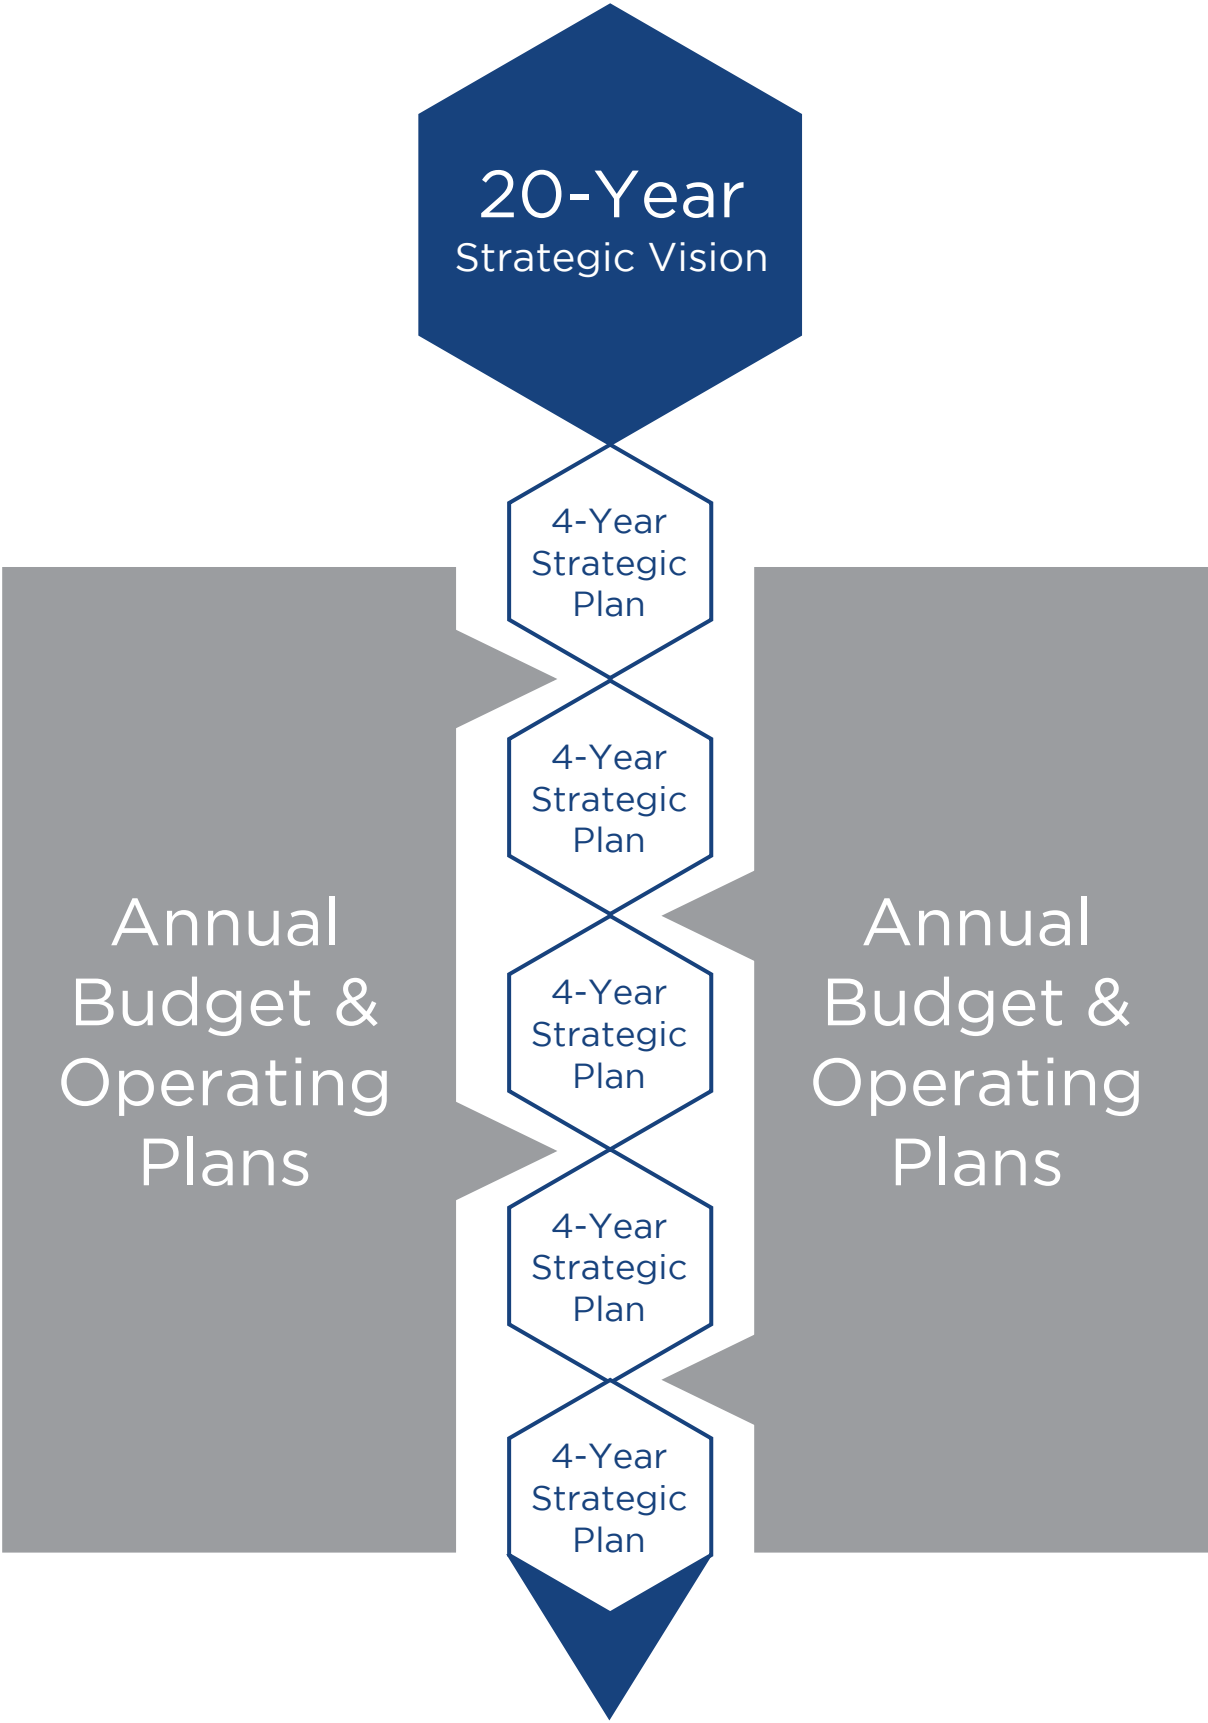 20-Year
Strategic Vision
4-Year
Strategic
Plan
4-Year
Strategic
Plan
4-Year
Strategic
Plan
4-Year
Strategic
Plan
4-Year
Strategic
Plan
Annual
Budget &
Operating
Plans
Annual
Budget &
Operating
Plans